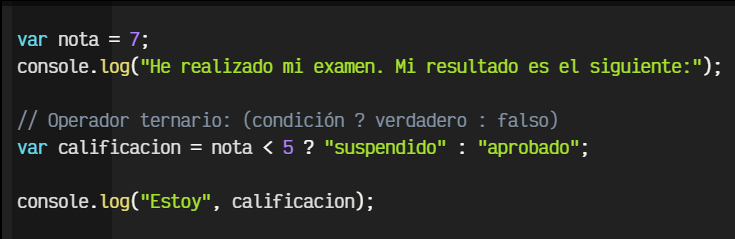 var nota = 7;
console.log("He realizado mi examen. Mi resultado es el siguiente:");
// Operador ternario: (condición ? verdadero : falso)
var calificacion = nota < 5 ? "suspendido" : "aprobado";
console.log("Estoy", calificacion);